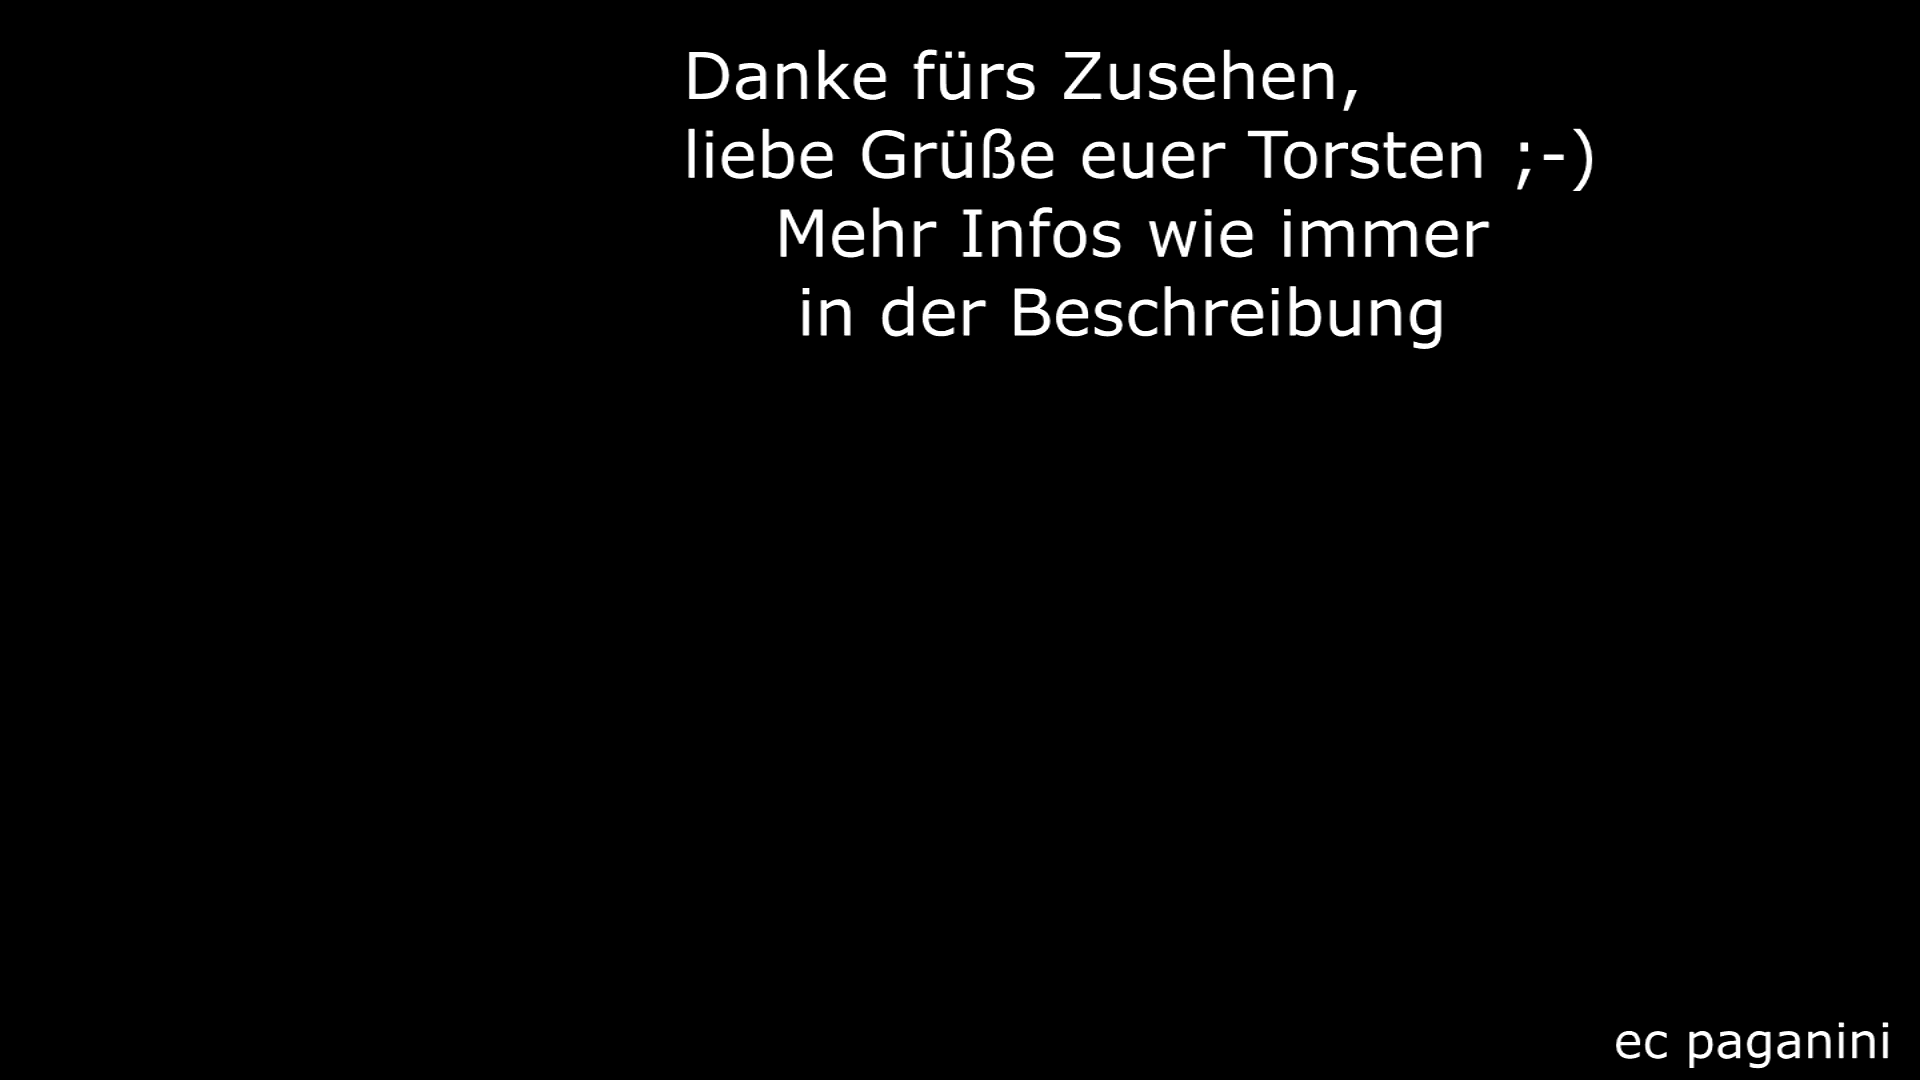 Danke fürs Zusehen,
liebe Grüße euer Torsten ;-)
Mehr Infos wie immer
in der Beschreibung
ec paganini